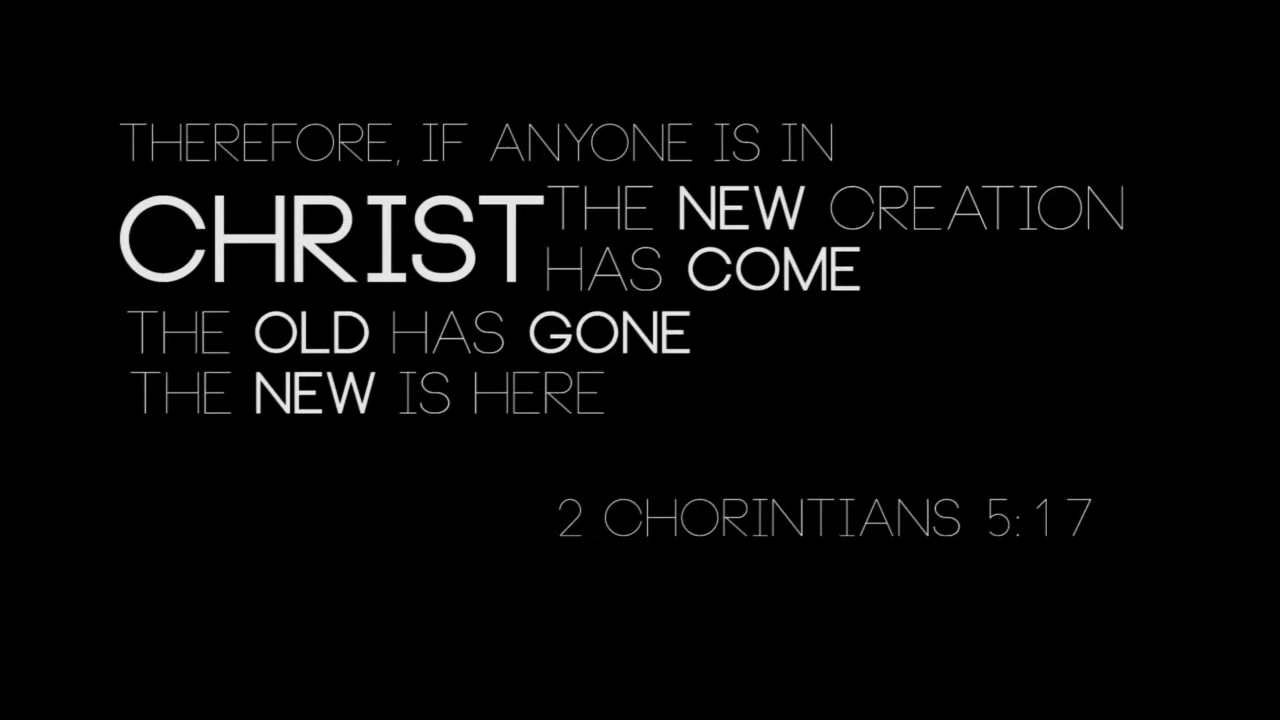 THEREFORE, IF ANYONE IS IN
CHRIST THE NEW CREATION
HAS COME
THE OLD HAS GONE
THE NEW IS HERE
2 CHORINTIANS 5:17